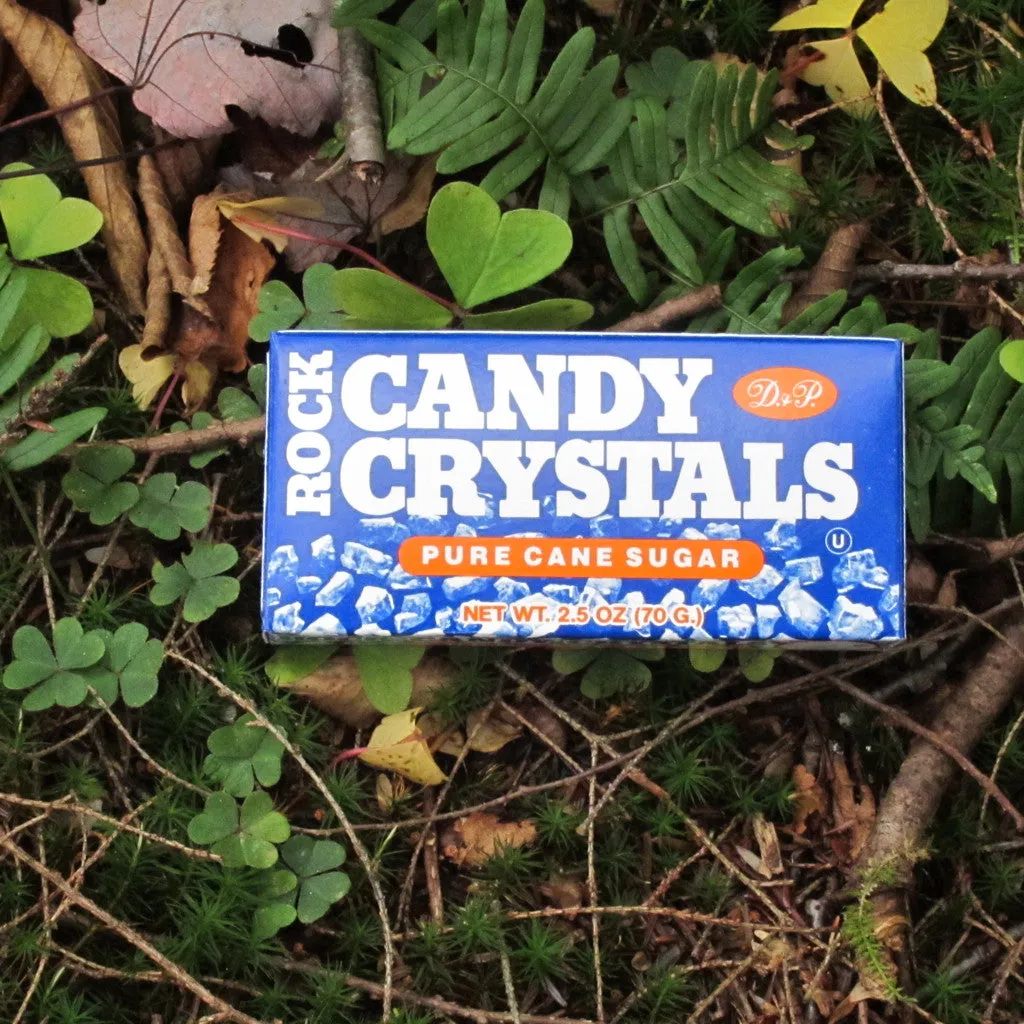 ROCK
CANDY
CRYSTALS
D.&P.
U
PURE CANE SUGAR
NET WT. 2.5 OZ (70 G.)